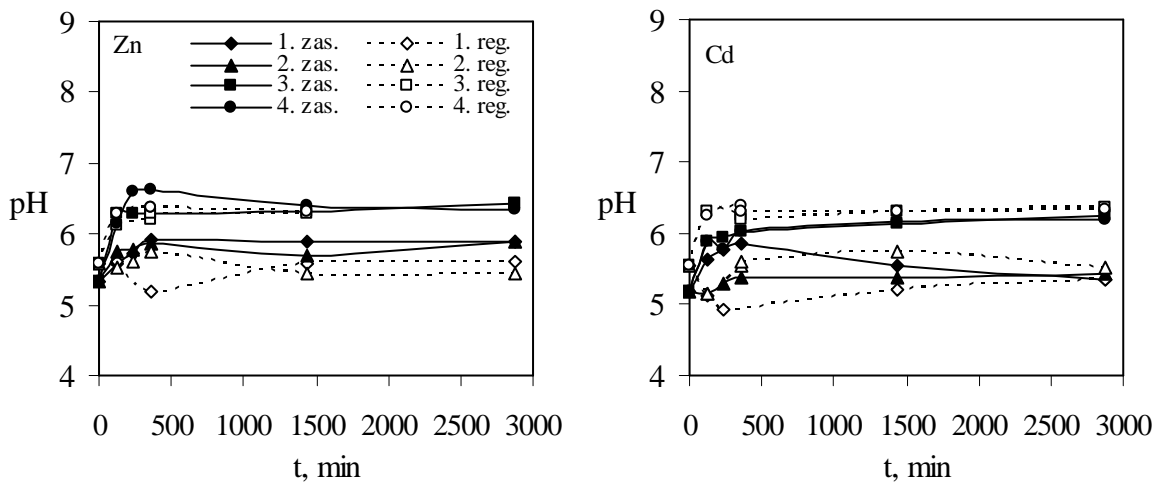 9
Zn
1. zas.
1. reg.
2. zas.
2. reg.
3. zas.
3. reg.
4. zas.
4. reg.
8
7
pH
6
5
4
0 500 1000 1500 2000 2500 3000
t, min
9
Cd
8
7
pH
6
5
4
0 500 1000 1500 2000 2500 3000
t, min